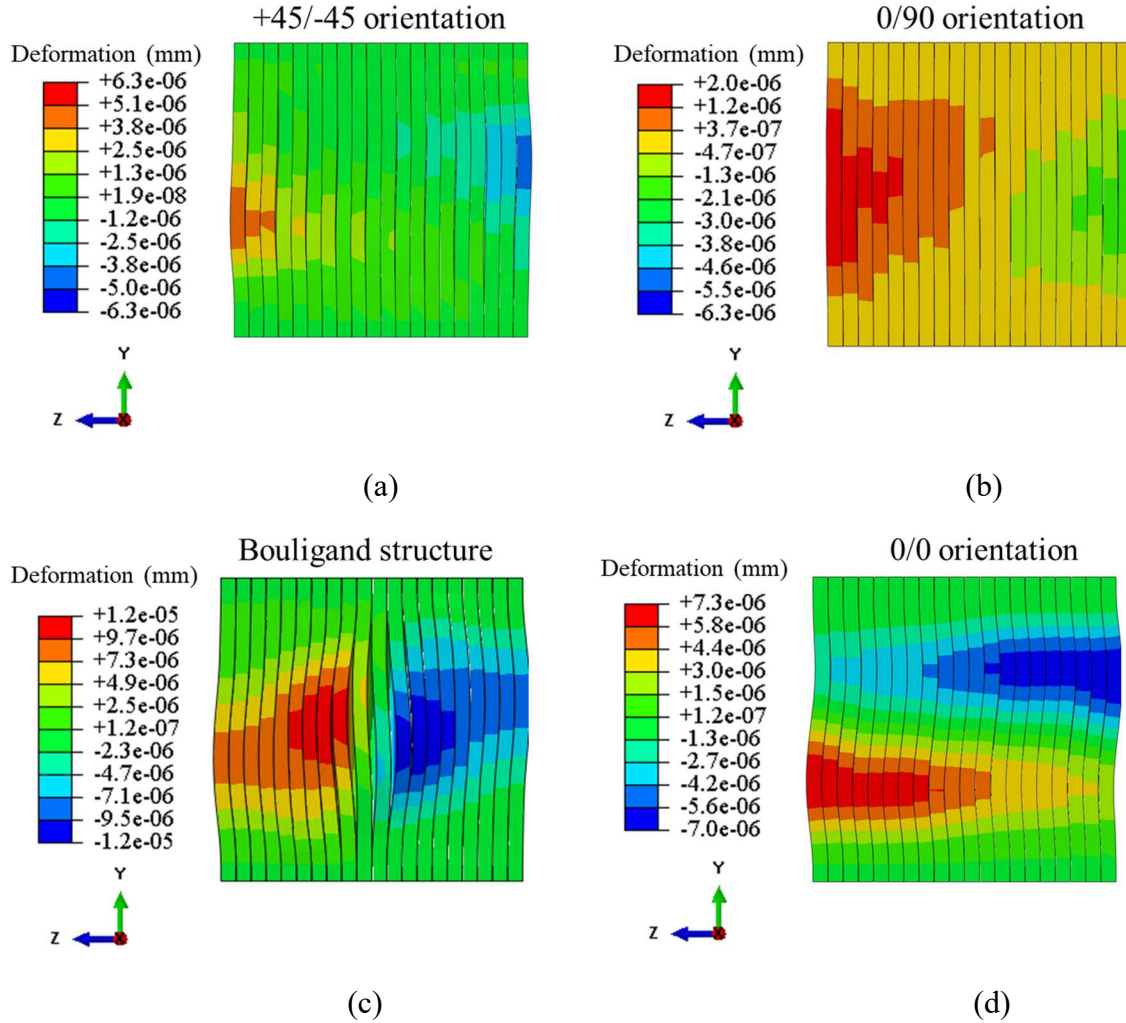 (a)
+45/-45 orientation
Deformation (mm)
+6.3e-06
+5.1e-06
+3.8e-06
+2.5e-06
+1.3e-06
+1.9e-08
-1.2e-06
-2.5e-06
-3.8e-06
-5.0e-06
-6.3e-06
Y
Z
X
(a)
(b)
0/90 orientation
Deformation (mm)
+2.0e-06
+1.2e-06
+3.7e-07
-4.7e-07
-1.3e-06
-2.1e-06
-3.0e-06
-3.8e-06
-4.6e-06
-5.5e-06
-6.3e-06
Y
Z
X
(b)
Bouligand structure
Deformation (mm)
+1.2e-05
+9.7e-06
+7.3e-06
+4.9e-06
+2.5e-06
+1.2e-07
-2.3e-06
-4.7e-06
-7.1e-06
-9.5e-06
-1.2e-05
Y
Z
X
(c)
0/0 orientation
Deformation (mm)
+7.3e-06
+5.8e-06
+4.4e-06
+3.0e-06
+1.5e-06
+1.2e-07
-1.3e-06
-2.7e-06
-4.2e-06
-5.6e-06
-7.0e-06
Y
Z
X
(d)